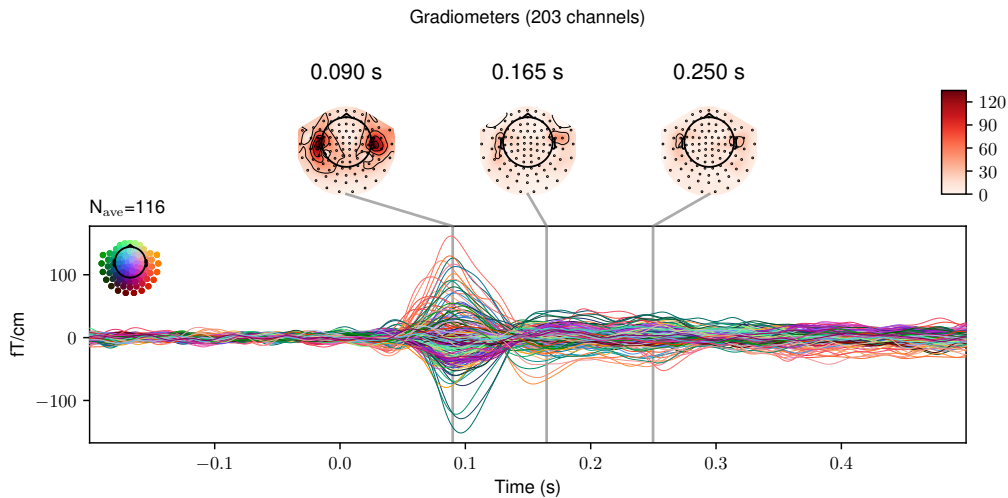 Gradiometers (203 channels)
0.090 s
0.165 s
0.250 s
120
90
60
30
0
N_ave=116
100
0
−100
fT/cm
−0.1
0.0
0.1
0.2
0.3
0.4
Time (s)